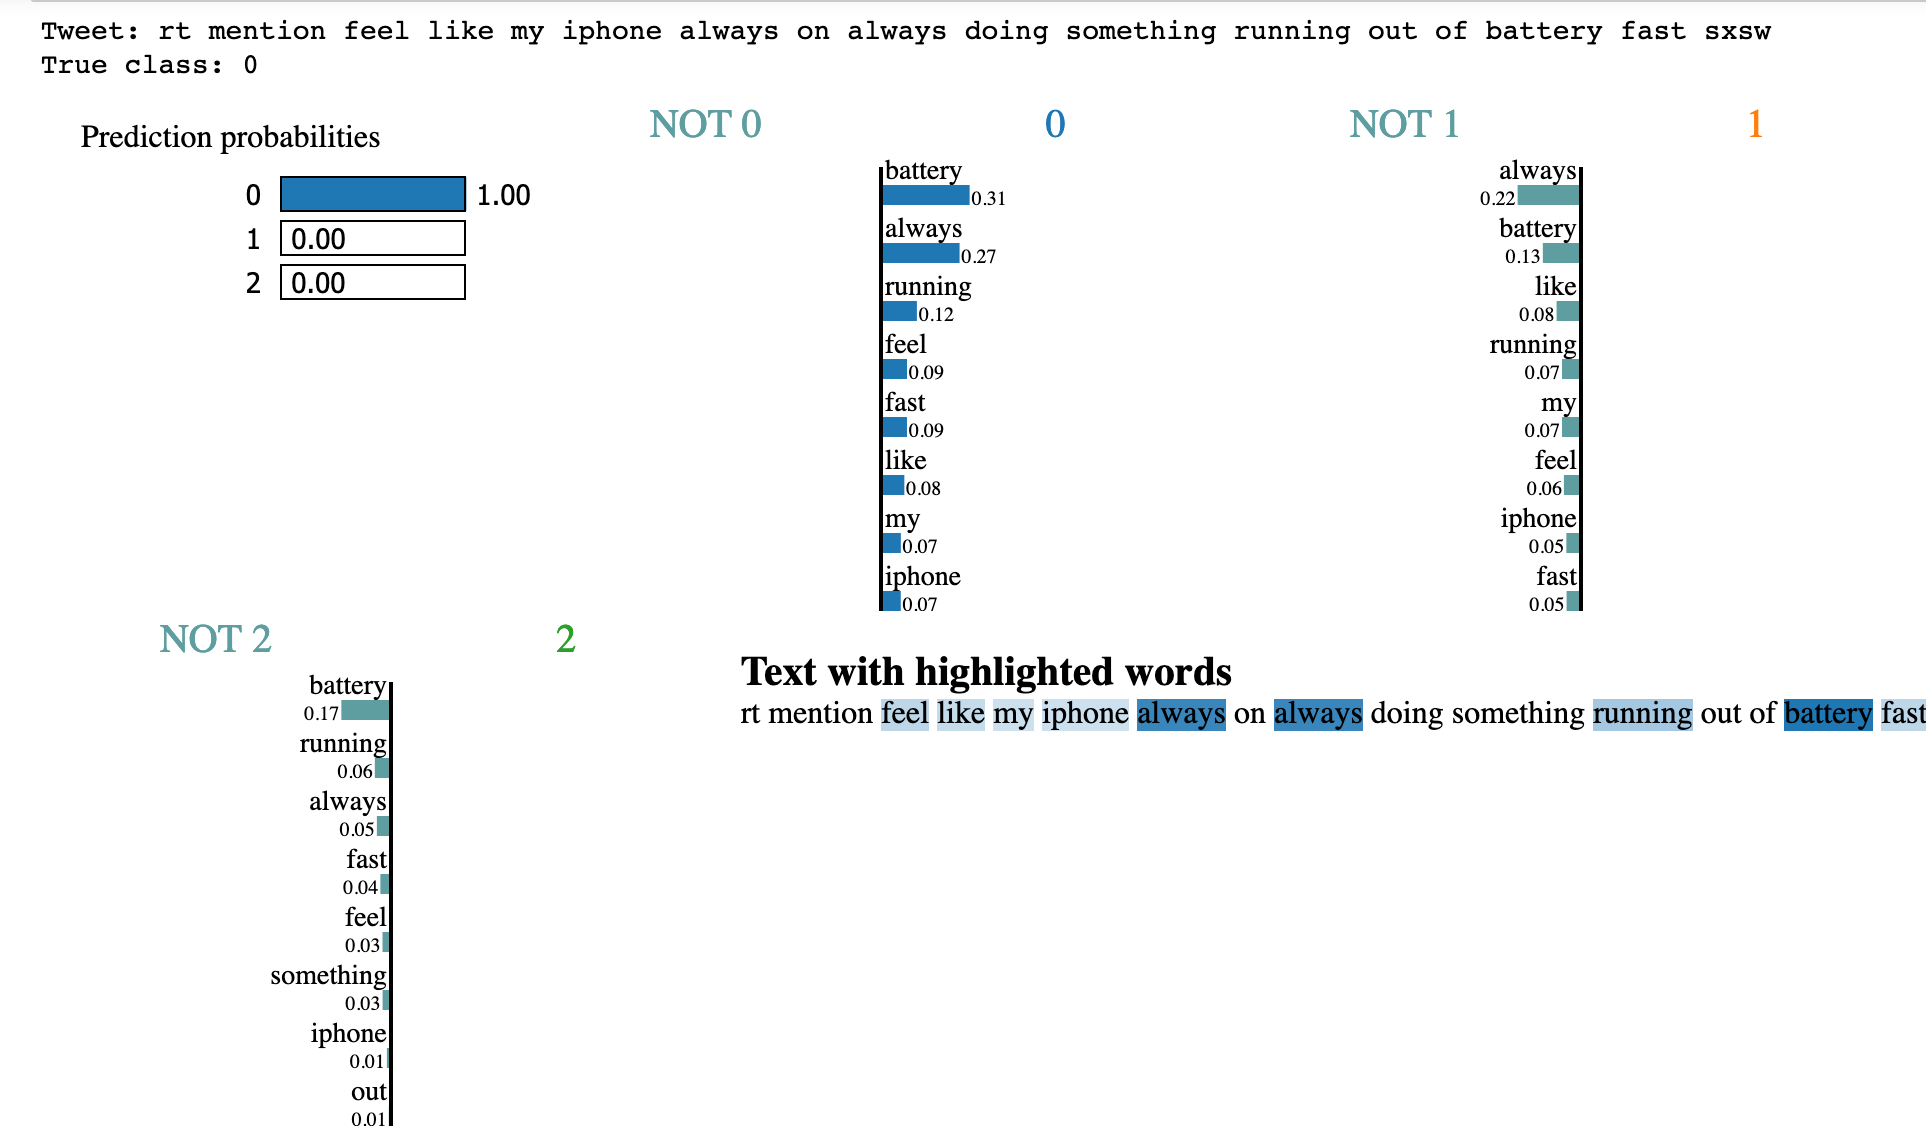 Tweet: rt mention feel like my iphone always on always doing something running out of battery fast sxsw
True class: 0
Prediction probabilities
0 1.00
1 0.00
2 0.00
NOT 0 0
battery
0.31
always
0.27
running
0.12
feel
0.09
fast
0.09
like
0.08
my
0.07
iphone
0.07
NOT 1 1
always
0.22
battery
0.13
like
0.08
running
0.07
my
0.07
feel
0.06
iphone
0.05
fast
0.05
NOT 2 2
battery
0.17
running
0.06
always
0.05
fast
0.04
feel
0.03
something
0.03
iphone
0.01
out
0.01
Text with highlighted words
rt mention feel like my iphone always on always doing something running out of battery fast